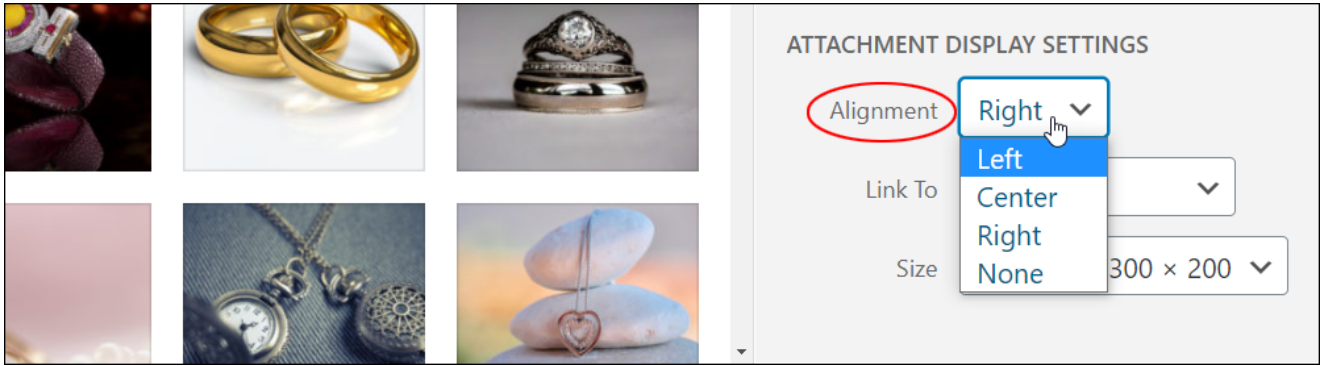 ATTACHMENT DISPLAY SETTINGS
Alignment
Right
Left
Center
Right
None
Link To
Size
300 × 200